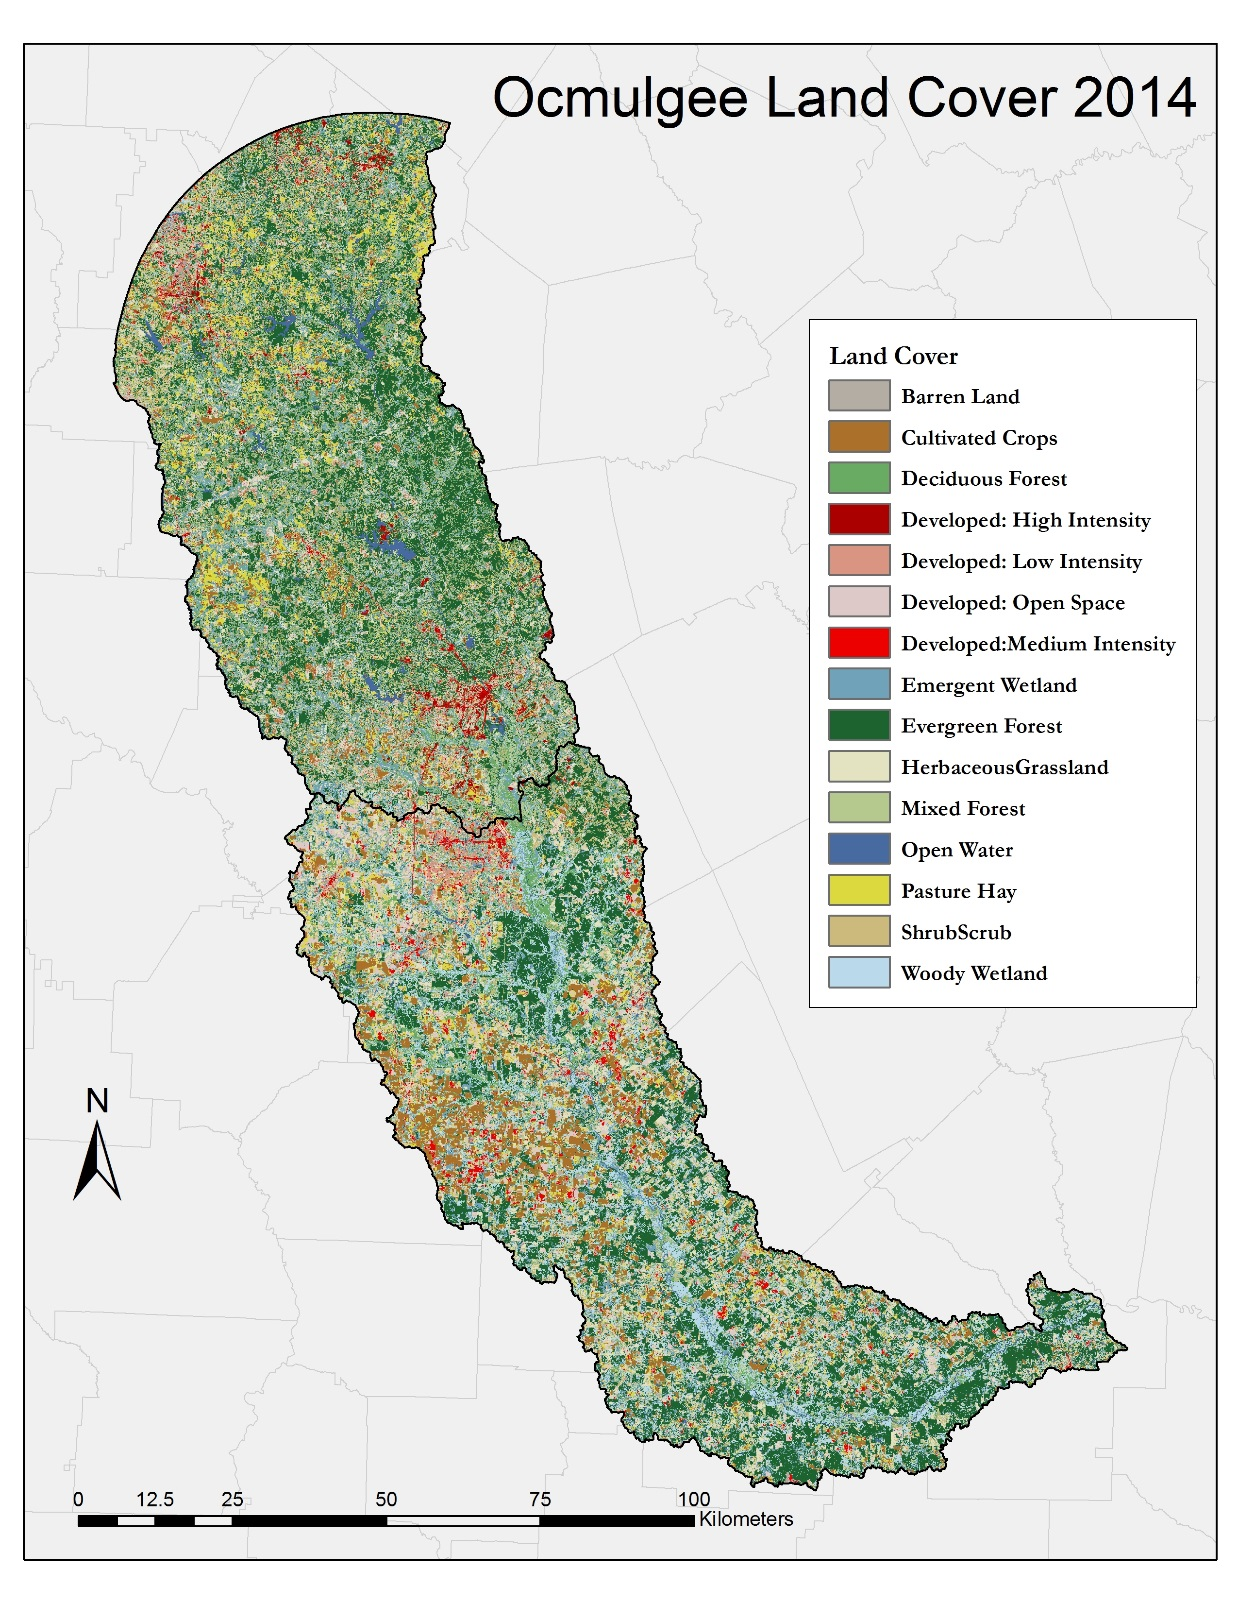 Ocmulgee Land Cover 2014
Land Cover
Barren Land
Cultivated Crops
Deciduous Forest
Developed: High Intensity
Developed: Low Intensity
Developed: Open Space
Developed:Medium Intensity
Emergent Wetland
Evergreen Forest
HerbaceousGrassland
Mixed Forest
Open Water
Pasture Hay
ShrubScrub
Woody Wetland
N
0 12.5 25 50 75 100
Kilometers